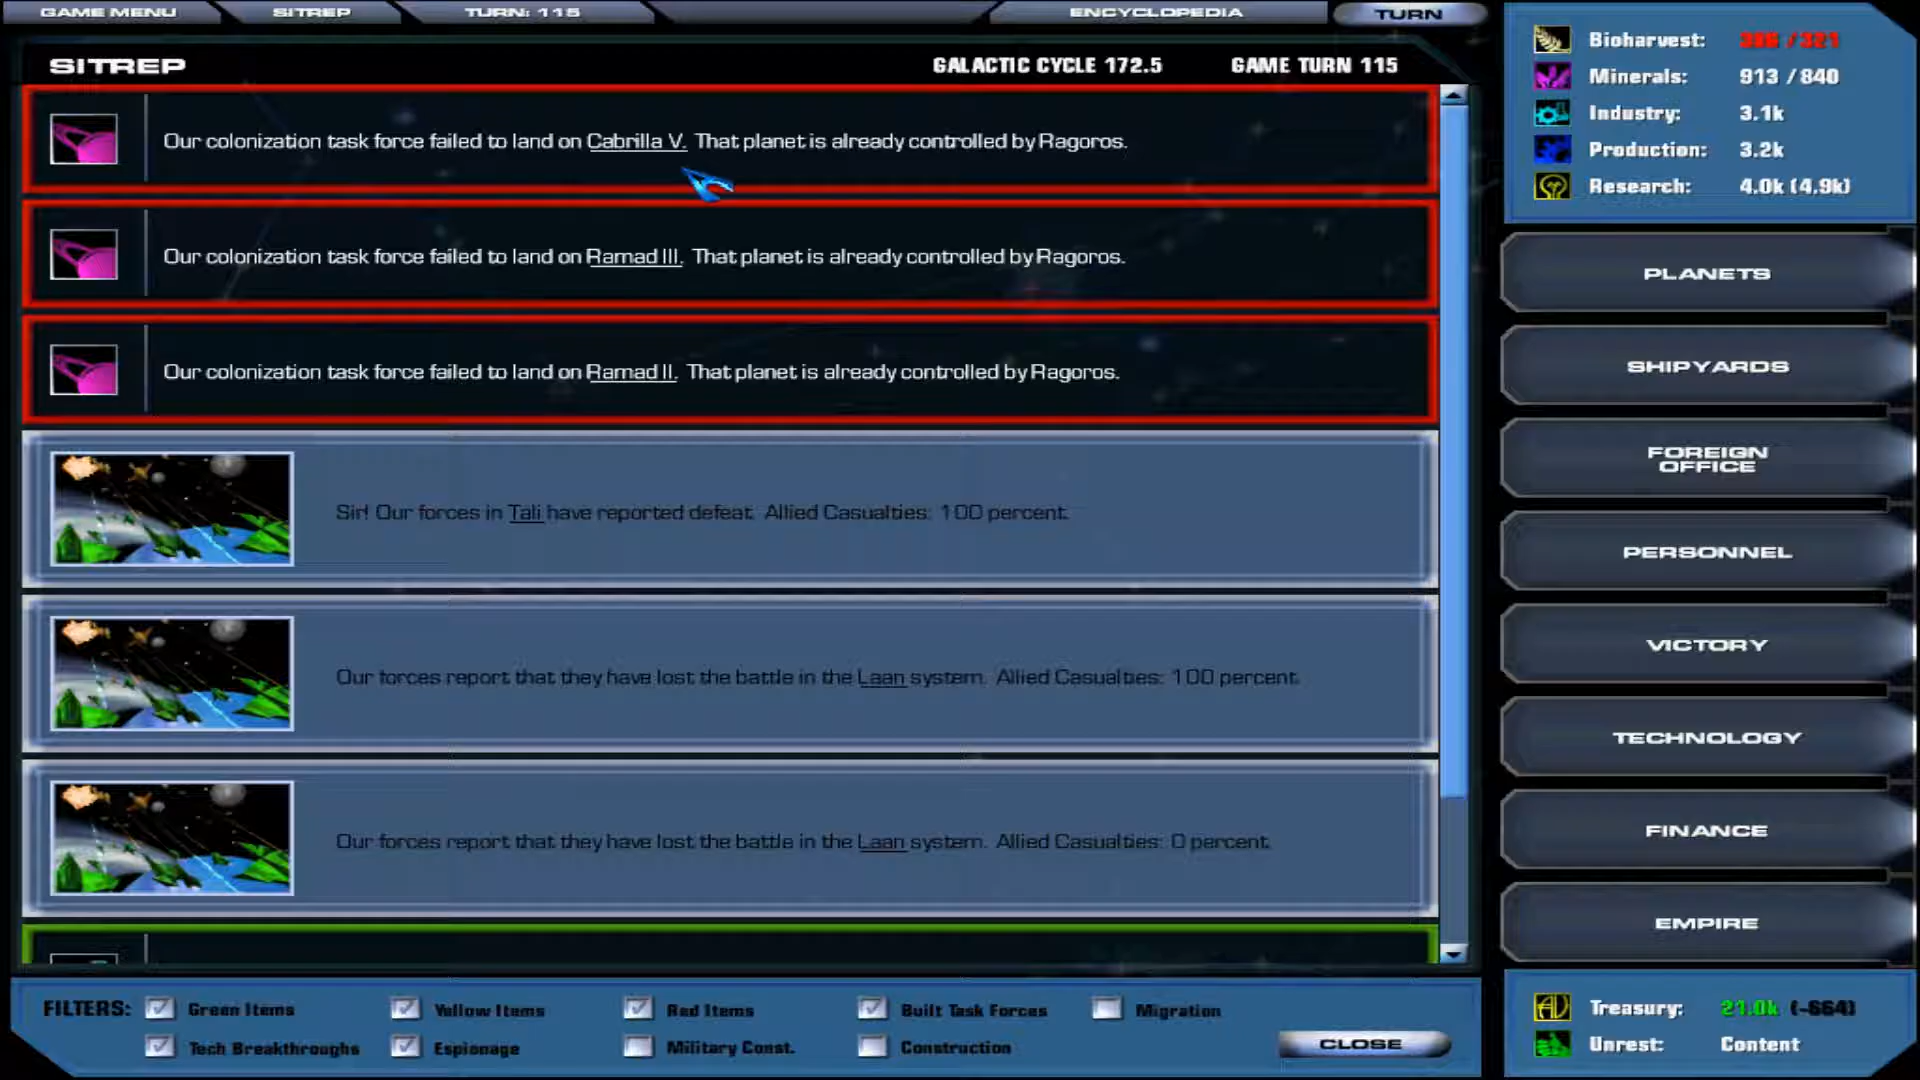 GAME MENU
SITREP
TURN: 115
ENCYCLOPEDIA
TURN
SITREP
GALACTIC CYCLE 172.5
GAME TURN 115
Our colonization task force failed to land on Cabrilla V. That planet is already controlled by Ragoros.
Our colonization task force failed to land on Ramad III. That planet is already controlled by Ragoros.
Our colonization task force failed to land on Ramad II. That planet is already controlled by Ragoros.
Sir! Our forces in Tali have reported defeat. Allied Casualties: 100 percent.
Our forces report that they have lost the battle in the Laan system. Allied Casualties: 100 percent.
Our forces report that they have lost the battle in the Laan system. Allied Casualties: 0 percent.
FILTERS:
Green Items
Yellow Items
Red Items
Built Task Forces
Migration
Tech Breakthroughs
Espionage
Military Const.
Construction
CLOSE
Bioharvest: /321
Minerals: 913 /840
Industry: 3.1k
Production: 3.2k
Research: 4.0k (4.9k)
PLANETS
SHIPYARDS
FOREIGN
OFFICE
PERSONNEL
VICTORY
TECHNOLOGY
FINANCE
EMPIRE
Treasury: 21.0k (-664)
Unrest: Content